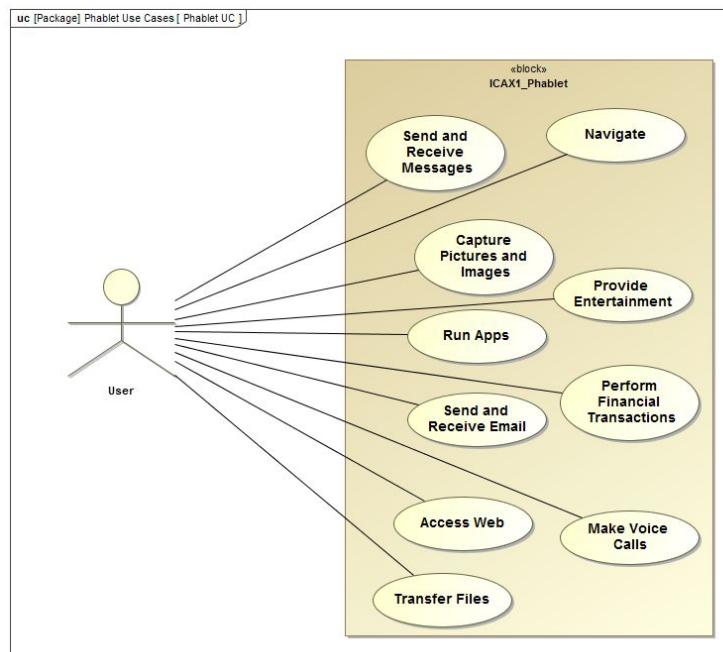 uc [Package] Phablet Use Cases [ Phablet UC ]
«block»
ICAX1_Phablet
Send and
Receive
Messages
Navigate
Capture
Pictures and
Images
Provide
Entertainment
Run Apps
User
Perform
Financial
Transactions
Send and
Receive Email
Access Web
Make Voice
Calls
Transfer Files